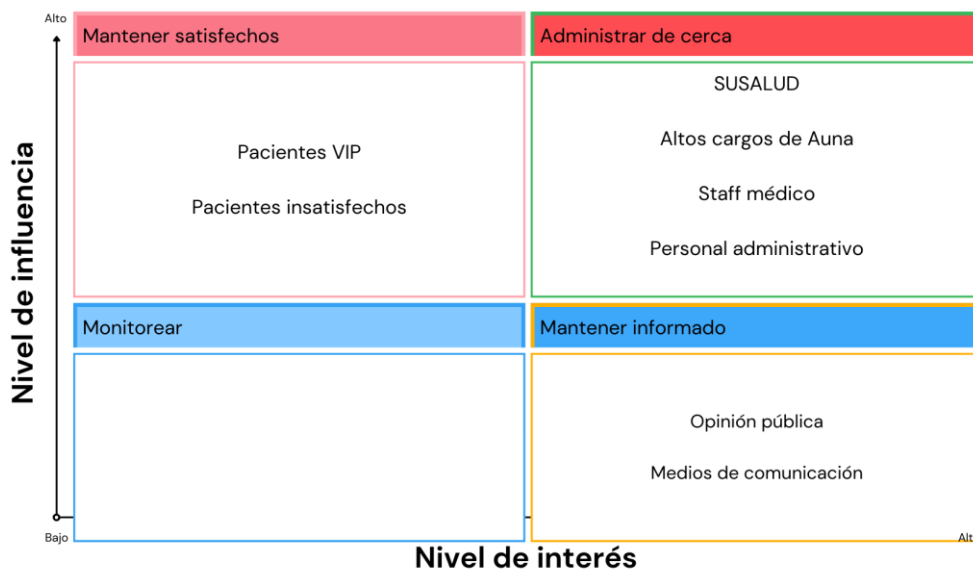 Alto
Mantener satisfechos
Administrar de cerca
Pacientes VIP
Pacientes insatisfechos
SUSALUD
Altos cargos de Auna
Staff médico
Personal administrativo
Nivel de influencia
Monitorear
Mantener informado
Opinión pública
Medios de comunicación
Bajo
Nivel de interés
Alt